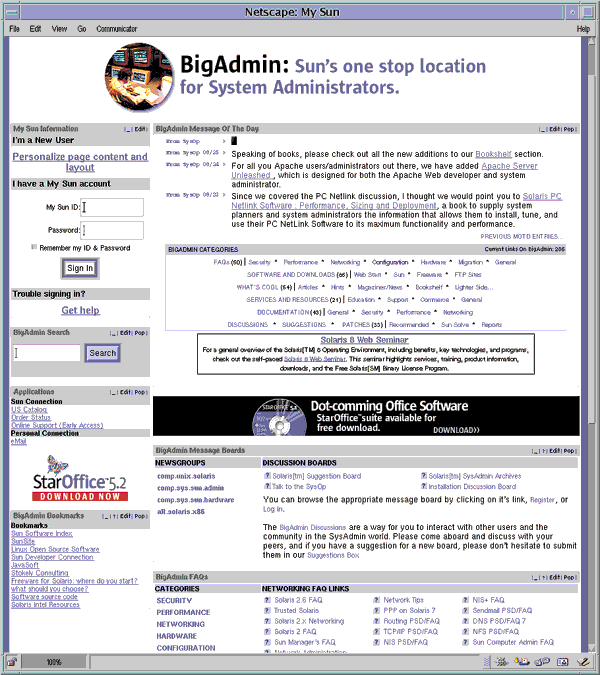 Netscape: My Sun
File Edit View Go Communicator Help
BigAdmin: Sun's one stop location
for System Administrators.
My Sun Information [_| Edit]
I'm a New User
Personalize page content and
layout
I have a My Sun account
My Sun ID:
Password:
Remember my ID & Password
Sign In
Trouble signing in?
Get help
BigAdmin Search [_| Edit| Pop]
Search
Applications [_| Edit| Pop]
Sun Connection
US Catalog
Order Status
Online Support (Early Access)
Personal Connection
eMail
StarOffice 5.2
DOWNLOAD NOW
BigAdmin Bookmarks [_| ?| Edit| Pop]
Bookmarks
Sun Software Index
SunSite
Linux Open Source Software
Sun Developer Connection
JavaSoft
Stokely Consulting
Freeware for Solaris: where do you start?
what should you choose?
Software source code
Solaris Intel Resources
BigAdmin Message Of The Day [_| Edit| Pop]
From SysOp >
From SysOp 08/25 > Speaking of books, please check out all the new additions to our Bookshelf section.
From SysOp 08/24 > For all you Apache users/administrators out there, we have added Apache Server
Unleashed , which is designed for both the Apache Web developer and system
administrator.
From SysOp 08/23 > Since we covered the PC Netlink discussion, I thought we would point you to Solaris PC
Netlink Software : Performance, Sizing and Deployment, a book to supply system
planners and system administrators the information that allows them to install, tune, and
use their PC NetLink Software to its maximum functionality and performance.
PREVIOUS MOTD ENTRIES...
BIGADMIN CATEGORIES Current Links On BigAdmin: 286
FAQs (50) | Security * Performance * Networking * Configuration * Hardware * Migration * General
SOFTWARE AND DOWNLOADS (66) | Web Start * Sun * Freeware * FTP Sites
WHAT'S COOL (54) | Articles * Hints * Magazines/News * Bookshelf * Lighter Side...
SERVICES AND RESOURCES (21) | Education * Support * Commerce * General
DOCUMENTATION (43) | General * Security * Performance * Networking
DISCUSSIONS * SUGGESTIONS * PATCHES (33) | Recommended * Sun Solve * Reports
Solaris 8 Web Seminar
For a general overview of the Solaris[TM] 8 Operating Environment, including benefits, key technologies, and programs,
check out the self-paced Solaris 8 Web Seminar. This seminar highlights services, training, product information,
downloads, and the Free Solaris[SM] Binary License Program.
Dot-comming Office Software
StarOffice™suite available for
free download. DOWNLOAD>>
BigAdmin Message Boards [_| ?| Edit| Pop]
NEWSGROUPS DISCUSSION BOARDS
comp.unix.solaris
comp.sys.sun.admin
comp.sys.sun.hardware
alt.solaris.x86
Solaris[tm] Suggestion Board Solaris[tm] SysAdmin Archives
Talk to the SysOp Installation Discussion Board
You can browse the appropriate message board by clicking on it's link, Register, or
Log in.
The BigAdmin Discussions are a way for you to interact with other users and the
community in the SysAdmin world. Please come aboard and discuss with your
peers, and if you have a suggestion for a new board, please don't hesitate to submit
them in our Suggestions Box
BigAdmin FAQs [_| ?| Edit| Pop]
CATEGORIES NETWORKING FAQ LINKS
SECURITY
PERFORMANCE
NETWORKING
HARDWARE
CONFIGURATION
Solaris 2.6 FAQ Network Tips NIS+ FAQ
Trusted Solaris PPP on Solaris 7 Sendmail PSD/FAQ
Solaris 2.x Networking Routing PSD/FAQ DNS PSD/FAQ 7
Solaris 2 FAQ TCP/IP PSD/FAQ NFS PSD/FAQ
Sun Manager's FAQ NIS PSD/FAQ Sun Computer Admin FAQ
Network Administration
100%